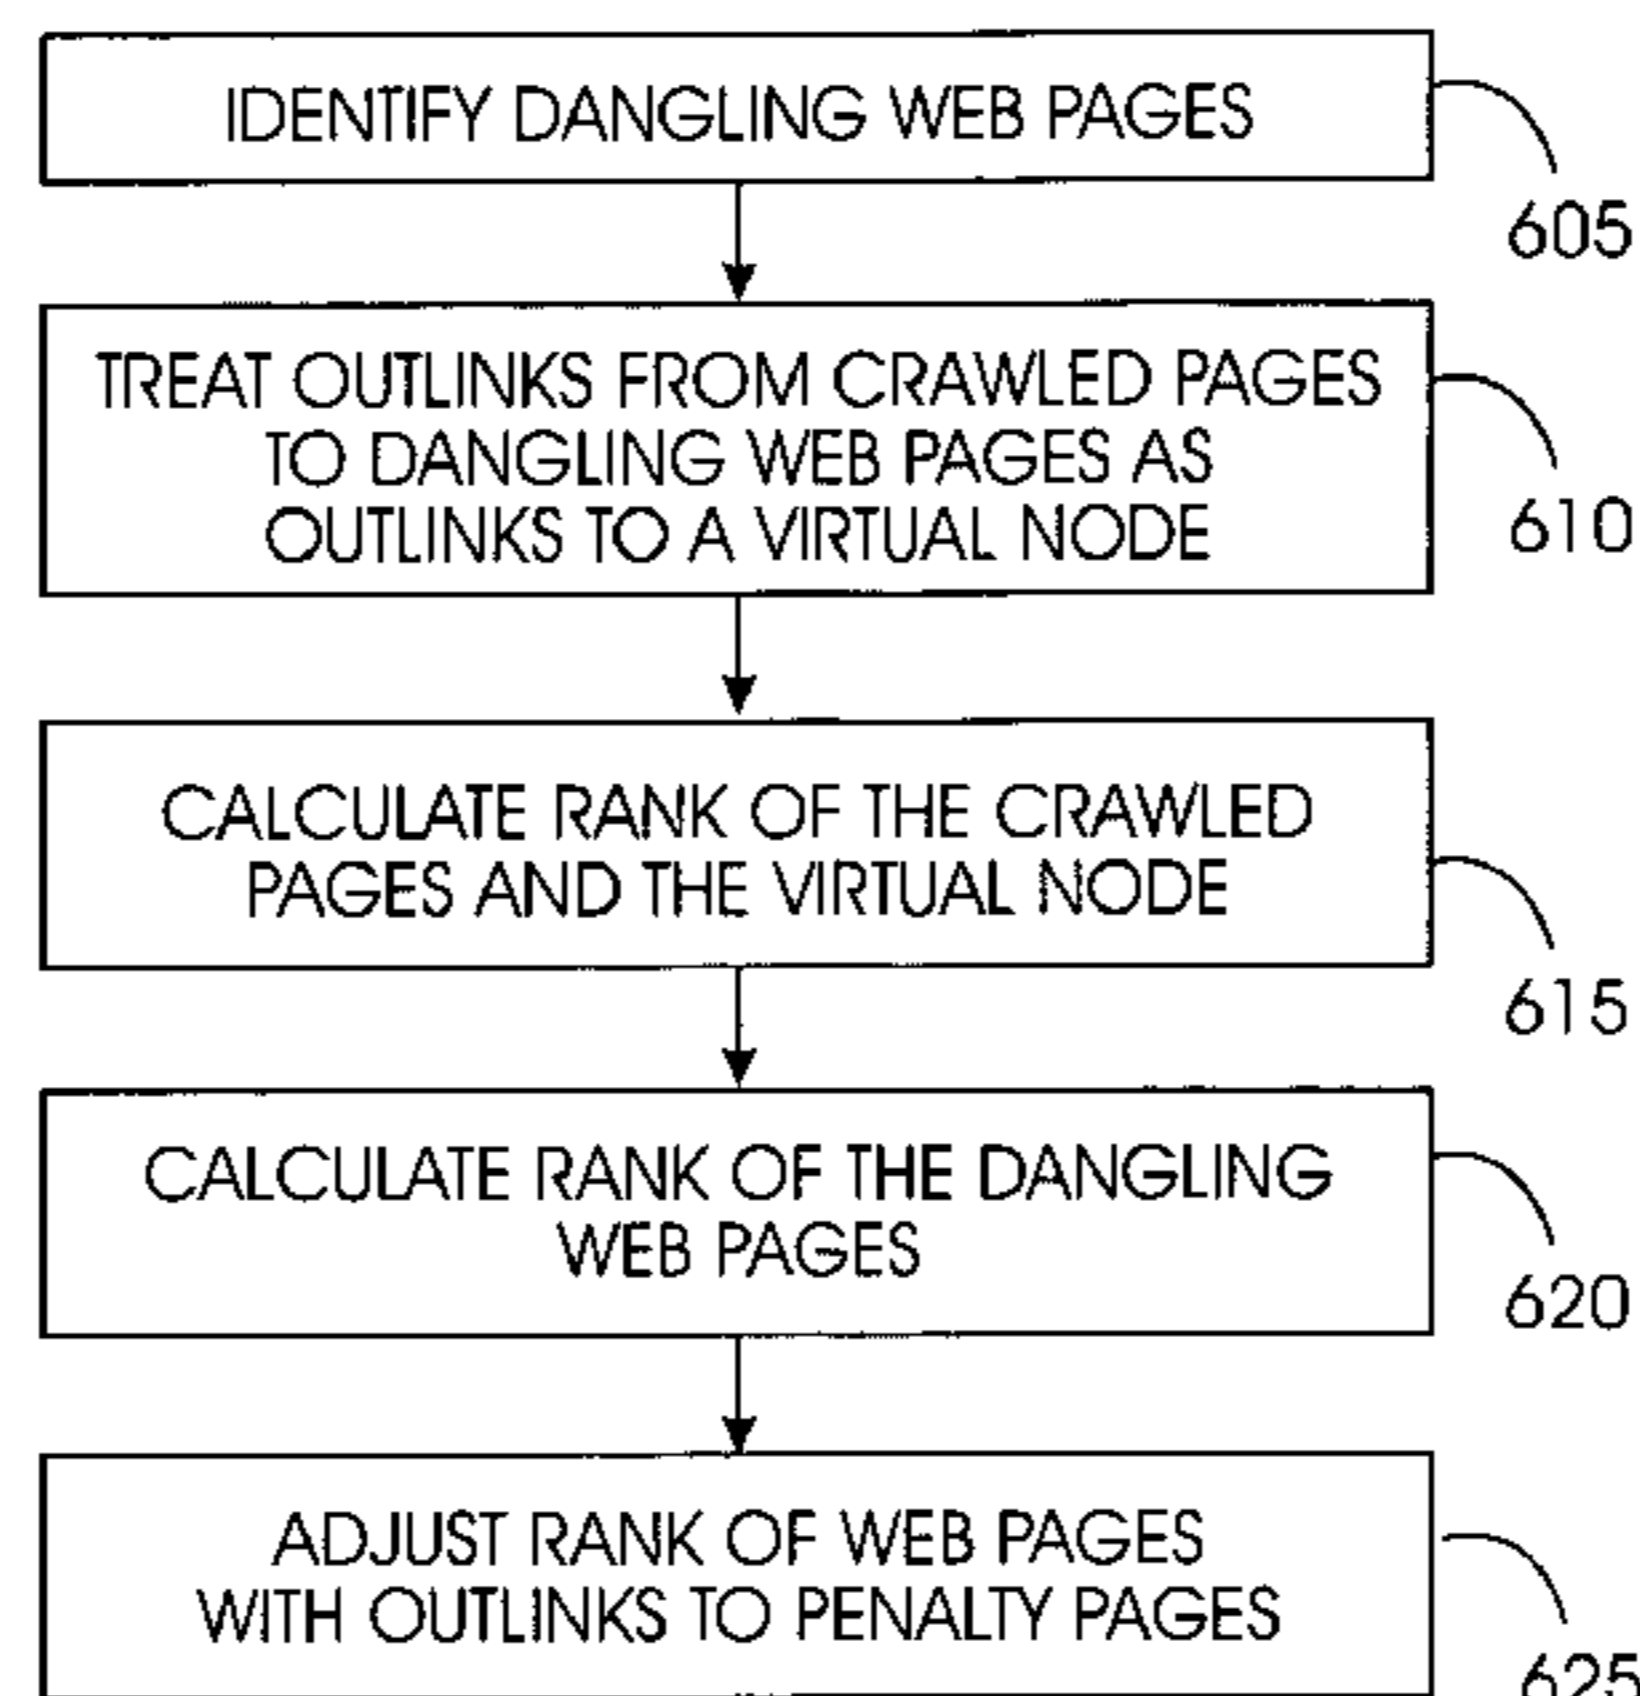 IDENTIFY DANGLING WEB PAGES
605
TREAT OUTLINKS FROM CRAWLED PAGES
TO DANGLING WEB PAGES AS
OUTLINKS TO A VIRTUAL NODE
610
CALCULATE RANK OF THE CRAWLED
PAGES AND THE VIRTUAL NODE
615
CALCULATE RANK OF THE DANGLING
WEB PAGES
620
ADJUST RANK OF WEB PAGES
WITH OUTLINKS TO PENALTY PAGES
625